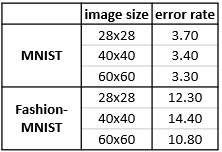 image size error rate
MNIST
28x28 3.70
40x40 3.40
60x60 3.30
Fashion-
MNIST
28x28 12.30
40x40 14.40
60x60 10.80